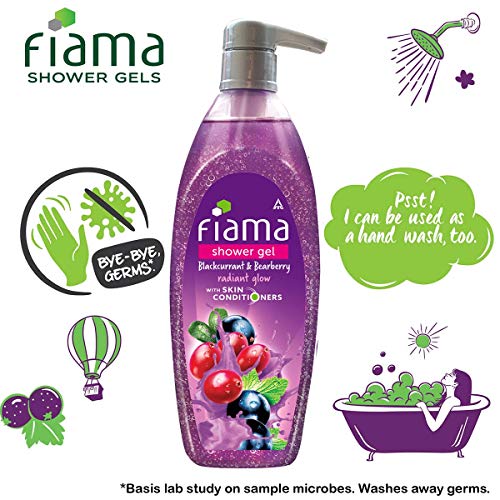 fiama
SHOWER GELS
fiama
shower gel
Blackcurrant & Bearberry
radiant glow
WITH SKIN
CONDITIONERS
BYE-BYE,
GERMS.*
Psst!
I can be used as
a hand wash, too.
*Basis lab study on sample microbes. Washes away germs.